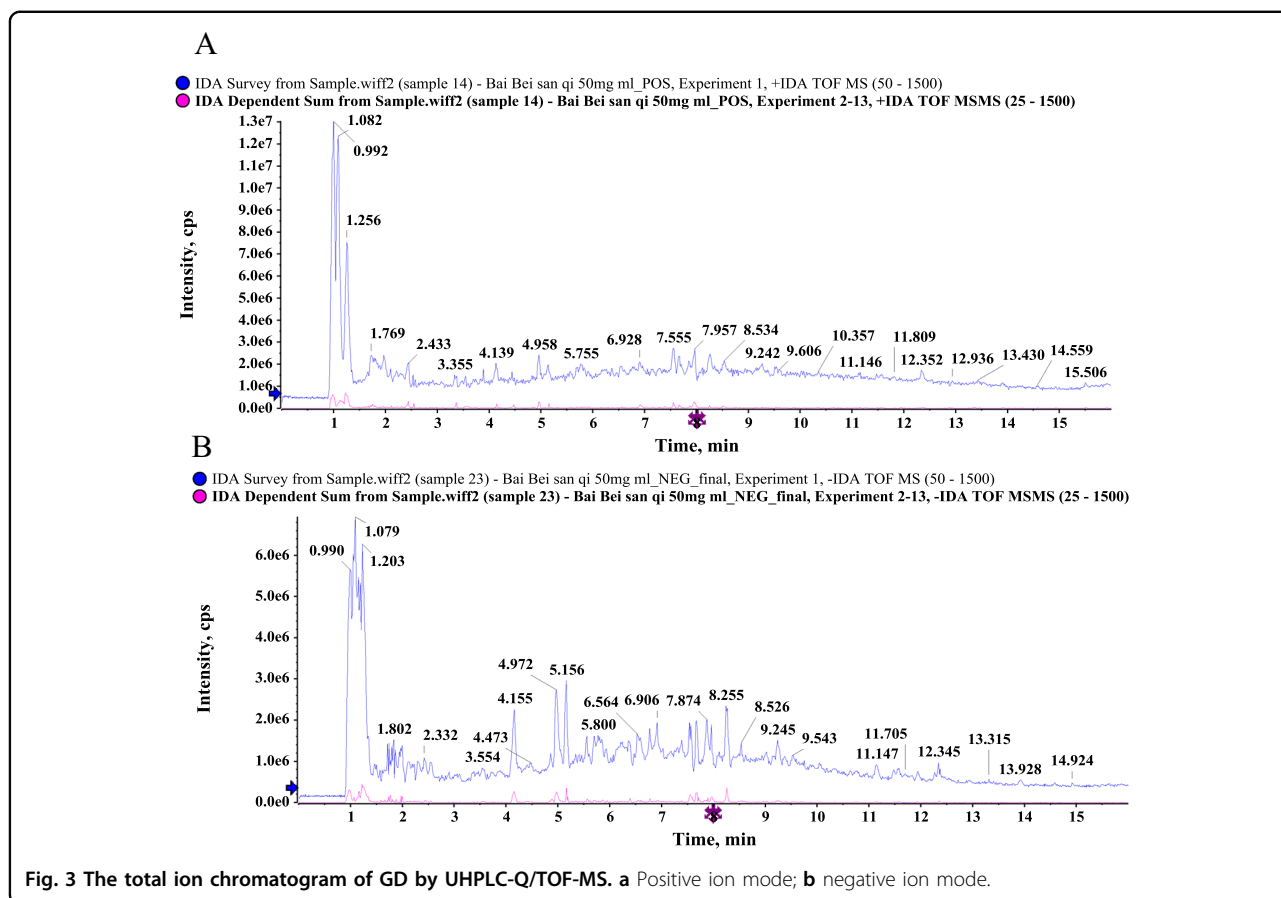 A
IDA Survey from Sample.wiff2 (sample 14) - Bai Bei san qi 50mg ml_POS, Experiment 1, +IDA TOF MS (50 - 1500)
IDA Dependent Sum from Sample.wiff2 (sample 14) - Bai Bei san qi 50mg ml_POS, Experiment 2-13, +IDA TOF MSMS (25 - 1500)
Intensity, cps
1.3e7
1.2e7
1.1e7
1.0e7
9.0e6
8.0e6
7.0e6
6.0e6
5.0e6
4.0e6
3.0e6
2.0e6
1.0e6
0.0e0
1.082
0.992
1.256
1.769
2.433
3.355
4.139
4.958
5.755
6.928
7.555
7.957
8.534
9.242
9.606
10.357
11.146
11.809
12.352
12.936
13.430
14.559
15.506
1 2 3 4 5 6 7 8 9 10 11 12 13 14 15
Time, min
B
IDA Survey from Sample.wiff2 (sample 23) - Bai Bei san qi 50mg ml_NEG_final, Experiment 1, -IDA TOF MS (50 - 1500)
IDA Dependent Sum from Sample.wiff2 (sample 23) - Bai Bei san qi 50mg ml_NEG_final, Experiment 2-13, -IDA TOF MSMS (25 - 1500)
Intensity, cps
6.0e6
5.0e6
4.0e6
3.0e6
2.0e6
1.0e6
0.0e0
0.990
1.079
1.203
1.802
2.332
3.554
4.473
4.155
4.972
5.156
5.800
6.564
6.906
7.874
8.255
8.526
9.245
9.543
11.147
11.705
12.345
13.315
13.928
14.924
1 2 3 4 5 6 7 8 9 10 11 12 13 14 15
Time, min
Fig. 3 The total ion chromatogram of GD by UHPLC-Q/TOF-MS. a Positive ion mode; b negative ion mode.